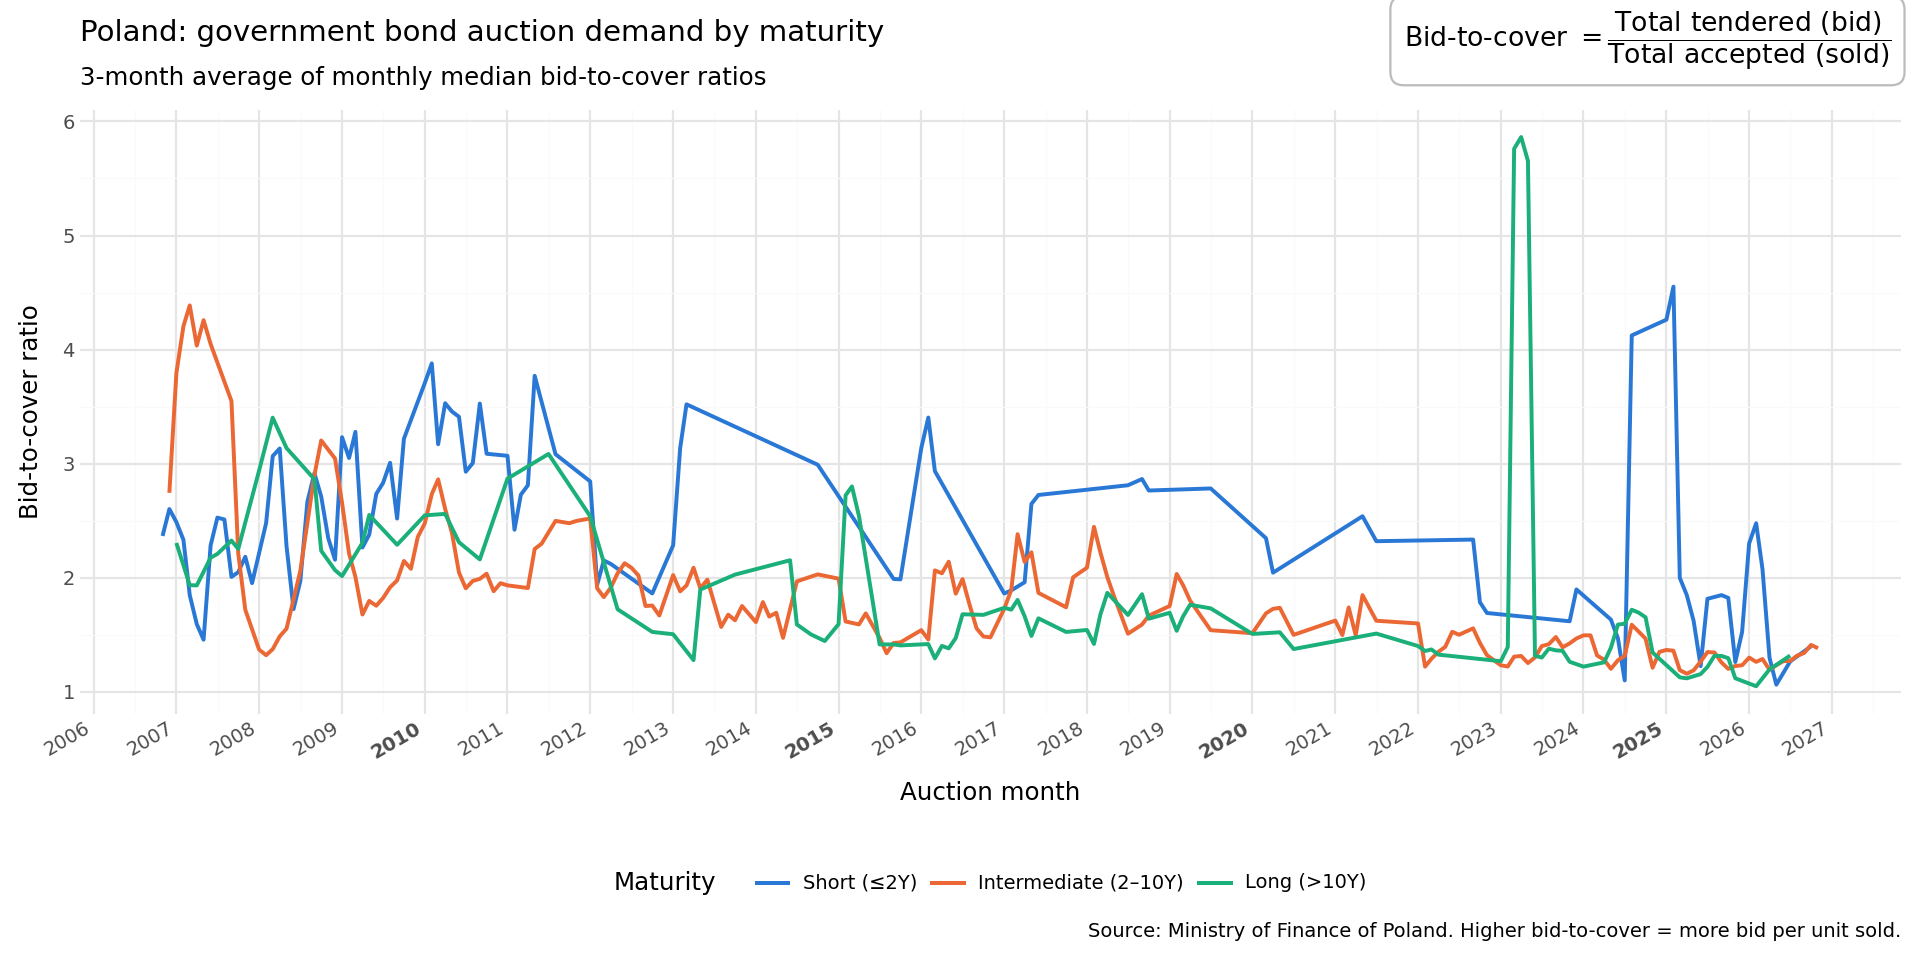 Poland: government bond auction demand by maturity
3-month average of monthly median bid-to-cover ratios
Bid-to-cover = Total tendered (bid)
Total accepted (sold)
Bid-to-cover ratio
6
5
4
3
2
1
2006 2007 2008 2009 2010 2011 2012 2013 2014 2015 2016 2017 2018 2019 2020 2021 2022 2023 2024 2025 2026 2027
Auction month
Maturity Short (≤2Y) Intermediate (2–10Y) Long (>10Y)
Source: Ministry of Finance of Poland. Higher bid-to-cover = more bid per unit sold.